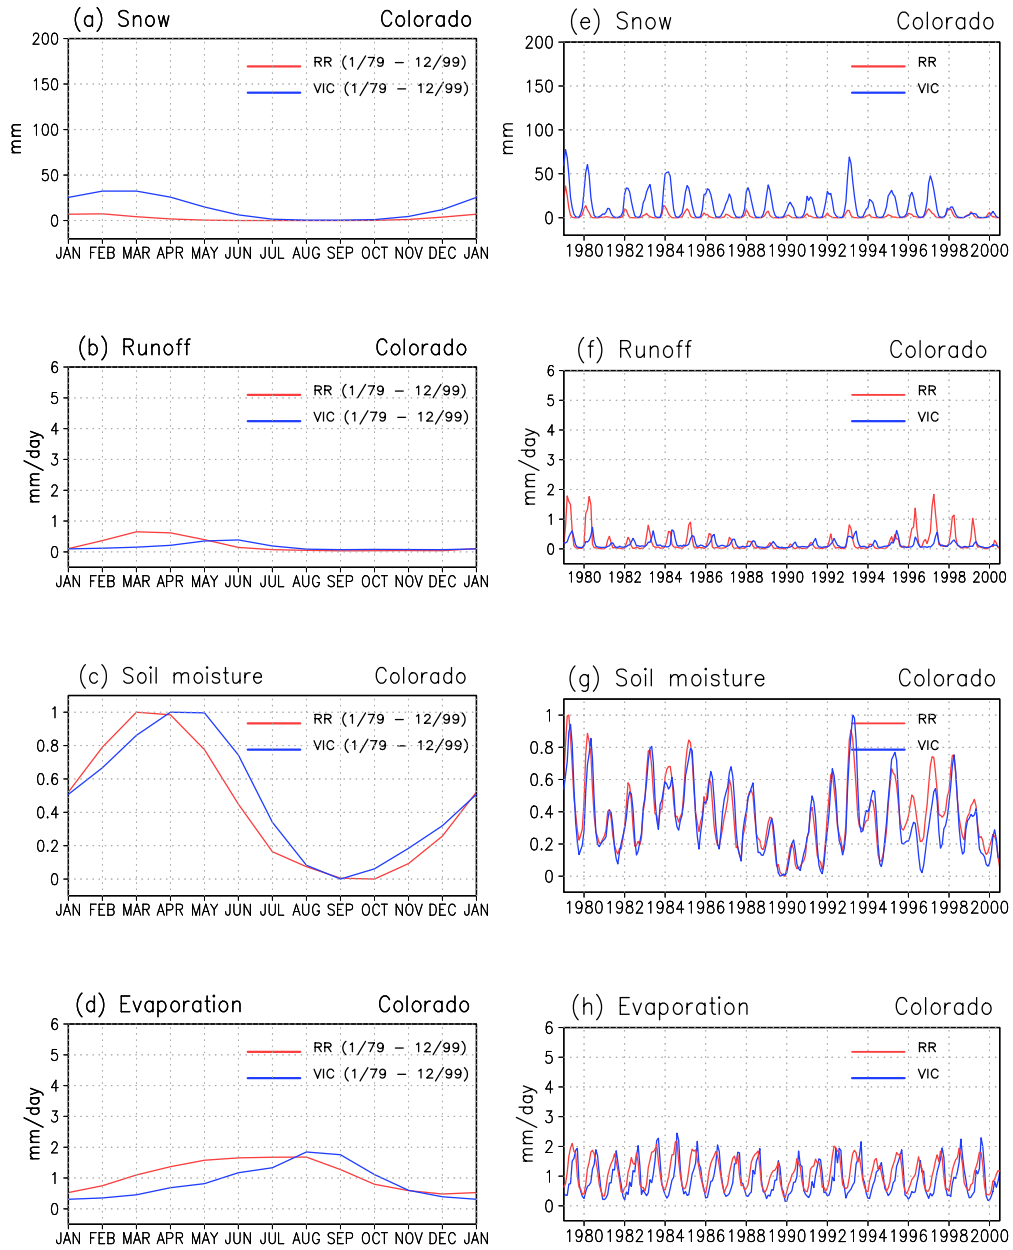 (a) Snow Colorado
200
150
100
50
0
mm
RR (1/79 – 12/99)
VIC (1/79 – 12/99)
JAN FEB MAR APR MAY JUN JUL AUG SEP OCT NOV DEC JAN
(e) Snow Colorado
200
150
100
50
0
mm
RR
VIC
1980 1982 1984 1986 1988 1990 1992 1994 1996 1998 2000
(b) Runoff Colorado
6
5
4
3
2
1
0
mm/day
RR (1/79 – 12/99)
VIC (1/79 – 12/99)
JAN FEB MAR APR MAY JUN JUL AUG SEP OCT NOV DEC JAN
(f) Runoff Colorado
6
5
4
3
2
1
0
mm/day
RR
VIC
1980 1982 1984 1986 1988 1990 1992 1994 1996 1998 2000
(c) Soil moisture Colorado
1
0.8
0.6
0.4
0.2
0
RR (1/79 – 12/99)
VIC (1/79 – 12/99)
JAN FEB MAR APR MAY JUN JUL AUG SEP OCT NOV DEC JAN
(g) Soil moisture Colorado
1
0.8
0.6
0.4
0.2
0
RR
VIC
1980 1982 1984 1986 1988 1990 1992 1994 1996 1998 2000
(d) Evaporation Colorado
6
5
4
3
2
1
0
mm/day
RR (1/79 – 12/99)
VIC (1/79 – 12/99)
JAN FEB MAR APR MAY JUN JUL AUG SEP OCT NOV DEC JAN
(h) Evaporation Colorado
6
5
4
3
2
1
0
mm/day
RR
VIC
1980 1982 1984 1986 1988 1990 1992 1994 1996 1998 2000